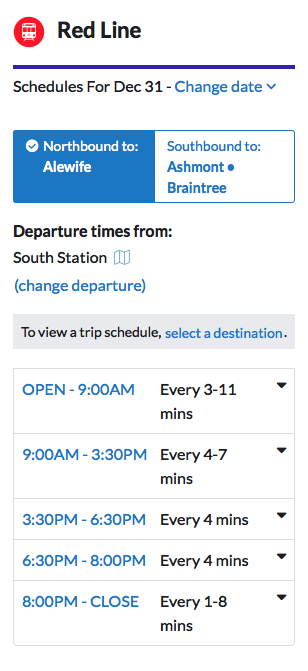 Red Line
Schedules For Dec 31 - Change date
Northbound to:
Alewife
Southbound to:
Ashmont •
Braintree
Departure times from:
South Station
(change departure)
To view a trip schedule, select a destination.
OPEN - 9:00AM Every 3-11
mins
9:00AM - 3:30PM Every 4-7
mins
3:30PM - 6:30PM Every 4 mins
6:30PM - 8:00PM Every 4 mins
8:00PM - CLOSE Every 1-8
mins